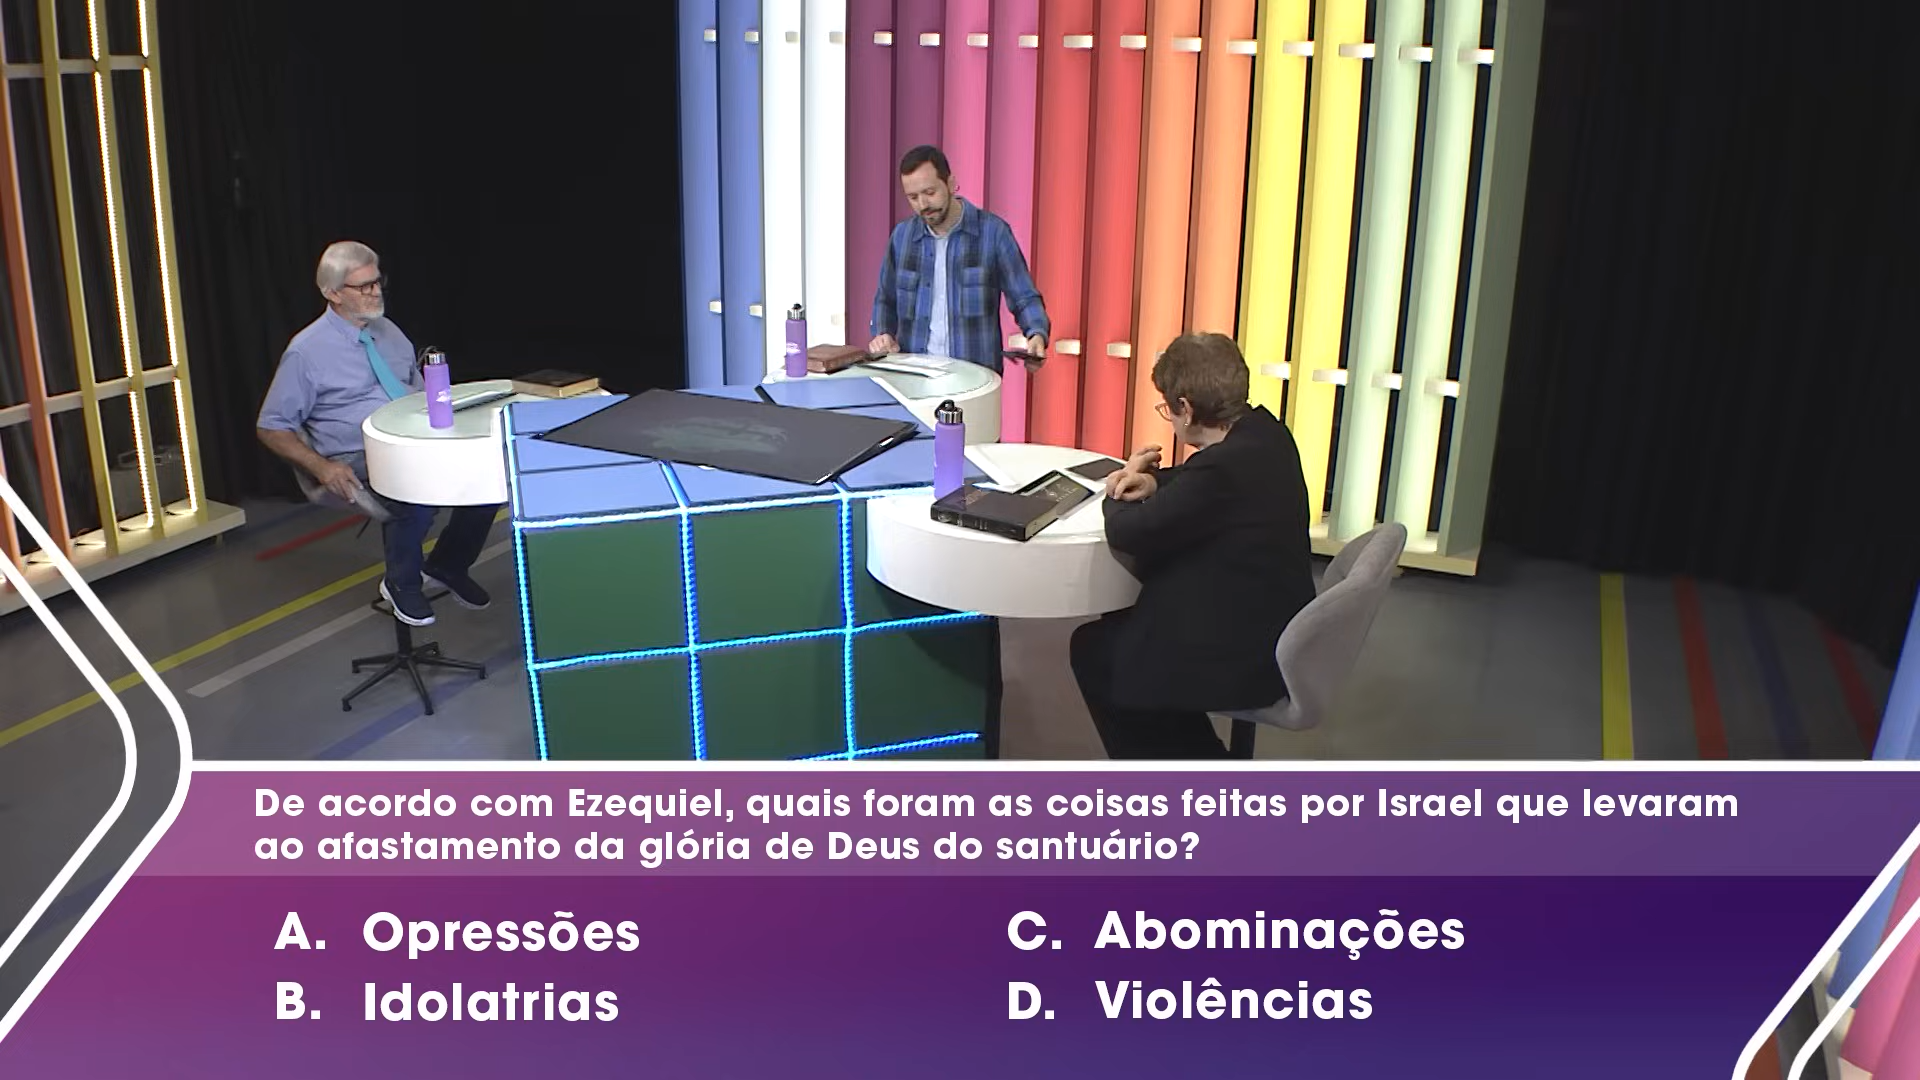 De acordo com Ezequiel, quais foram as coisas feitas por Israel que levaram
ao afastamento da glória de Deus do santuário?
A. Opressões
B. Idolatrias
C. Abominações
D. Violências